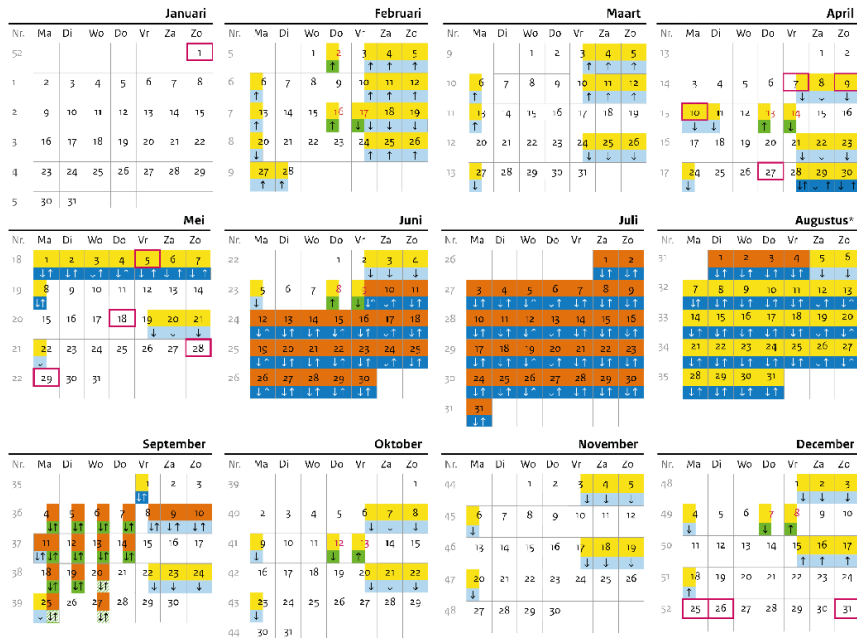 Januari
Nr. Ma Di Wo Do Vr Za Zo
52 1
1 2 3 4 5 6 7 8
2 9 10 11 12 13 14 15
3 16 17 18 19 20 21 22
4 23 24 25 26 27 28 29
5 30 31
Februari
Nr. Ma Di Wo Do Vr Za Zo
5 1 2 3 4 5
6 6 7 8 9 10 11 12
7 13 14 15 16 17 18 19
8 20 21 22 23 24 25 26
9 27 28
Maart
Nr. Ma Di Wo Do Vr Za Zo
9 1 2 3 4 5
10 6 7 8 9 10 11 12
11 13 14 15 16 17 18 19
12 20 21 22 23 24 25 26
13 27 28 29 30 31
April
Nr. Ma Di Wo Do Vr Za Zo
13 1 2
14 3 4 5 6 7 8 9
15 10 11 12 13 14 15 16
16 17 18 19 20 21 22 23
17 24 25 26 27 28 29 30
Mei
Nr. Ma Di Wo Do Vr Za Zo
18 1 2 3 4 5 6 7
19 8 9 10 11 12 13 14
20 15 16 17 18 19 20 21
21 22 23 24 25 26 27 28
22 29 30 31
Juni
Nr. Ma Di Wo Do Vr Za Zo
22 1 2 3 4
23 5 6 7 8 9 10 11
24 12 13 14 15 16 17 18
25 19 20 21 22 23 24 25
26 26 27 28 29 30
Juli
Nr. Ma Di Wo Do Vr Za Zo
26 1 2
27 3 4 5 6 7 8 9
28 10 11 12 13 14 15 16
29 17 18 19 20 21 22 23
30 24 25 26 27 28 29 30
31 31
Augustus*
Nr. Ma Di Wo Do Vr Za Zo
31 1 2 3 4 5 6
32 7 8 9 10 11 12 13
33 14 15 16 17 18 19 20
34 21 22 23 24 25 26 27
35 28 29 30 31
September
Nr. Ma Di Wo Do Vr Za Zo
35 1 2 3
36 4 5 6 7 8 9 10
37 11 12 13 14 15 16 17
38 18 19 20 21 22 23 24
39 25 26 27 28 29 30
Oktober
Nr. Ma Di Wo Do Vr Za Zo
39 1
40 2 3 4 5 6 7 8
41 9 10 11 12 13 14 15
42 16 17 18 19 20 21 22
43 23 24 25 26 27 28 29
44 30 31
November
Nr. Ma Di Wo Do Vr Za Zo
44 1 2 3 4 5
45 6 7 8 9 10 11 12
46 13 14 15 16 17 18 19
47 20 21 22 23 24 25 26
48 27 28 29 30
December
Nr. Ma Di Wo Do Vr Za Zo
48 1 2 3
49 4 5 6 7 8 9 10
50 11 12 13 14 15 16 17
51 18 19 20 21 22 23 24
52 25 26 27 28 29 30 31